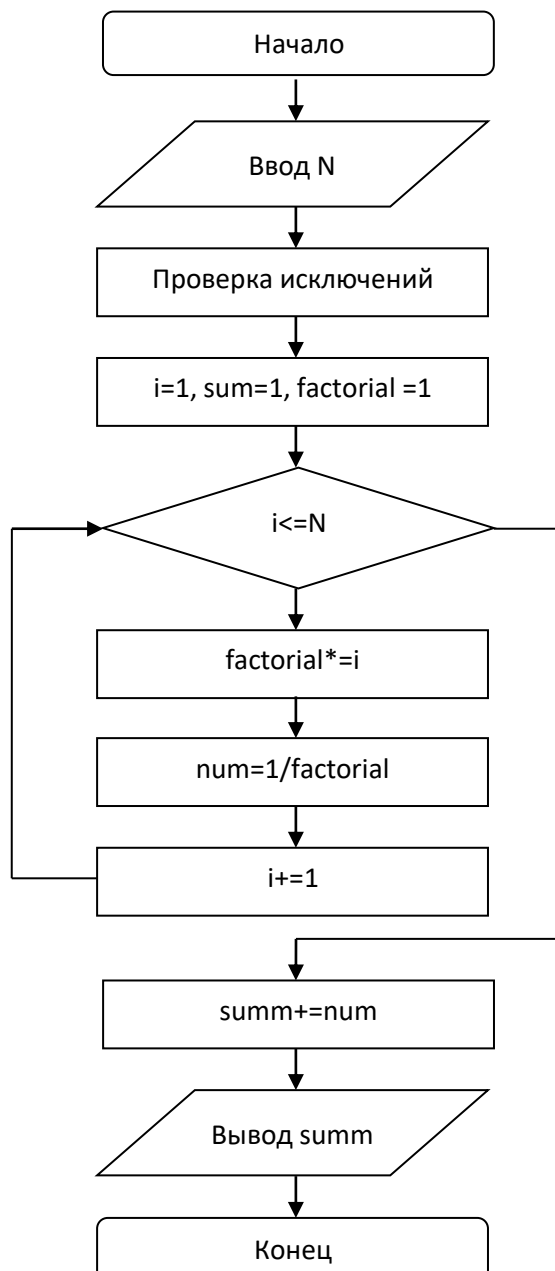 Начало
Ввод N
Проверка исключений
i=1, sum=1, factorial =1
i<=N
factorial*=i
num=1/factorial
i+=1
summ+=num
Вывод summ
Конец